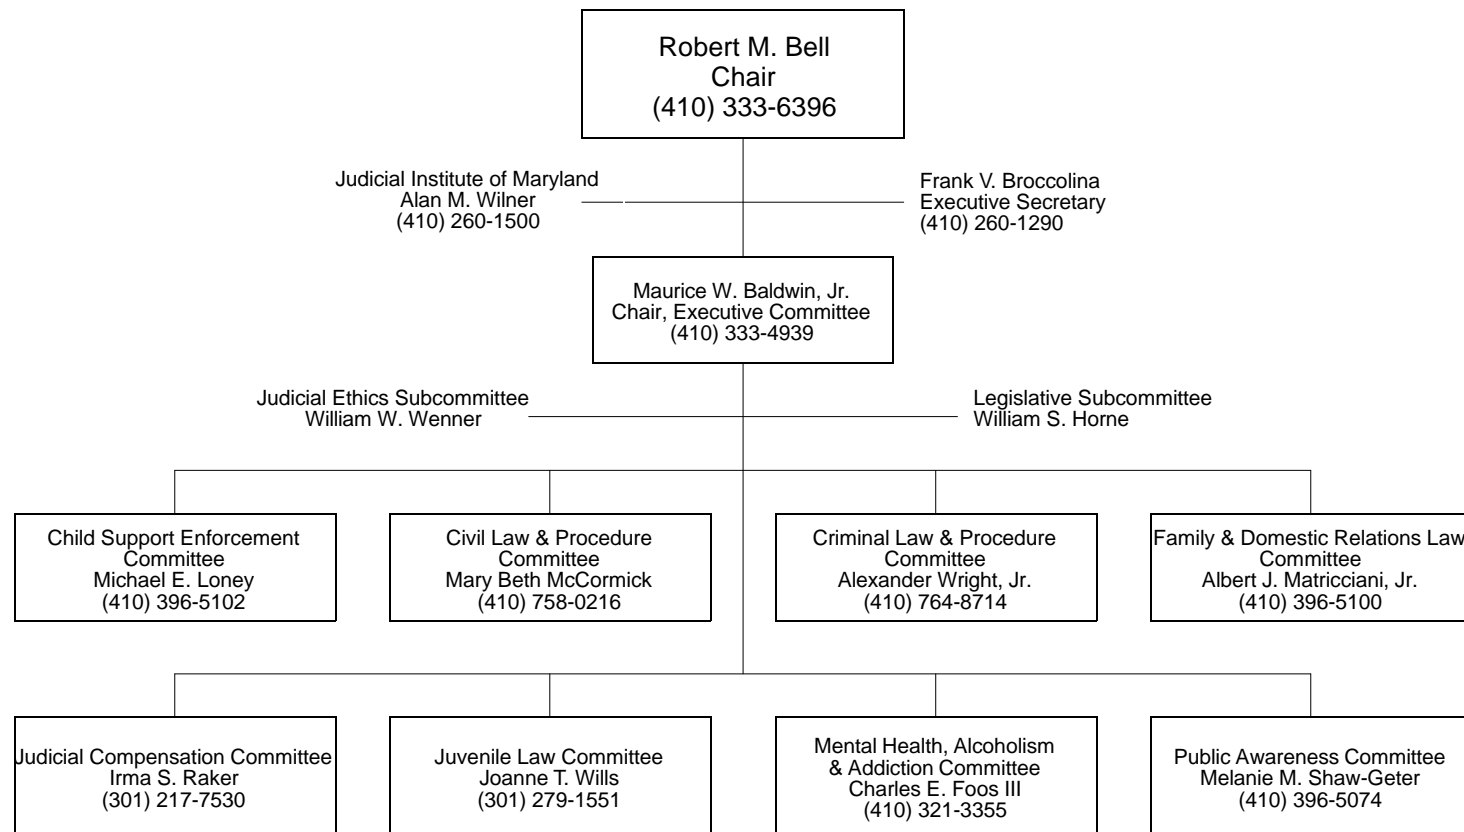 Robert M. Bell
Chair
(410) 333-6396
Judicial Institute of Maryland
Alan M. Wilner
(410) 260-1500
Frank V. Broccolina
Executive Secretary
(410) 260-1290
Maurice W. Baldwin, Jr.
Chair, Executive Committee
(410) 333-4939
Judicial Ethics Subcommittee
William W. Wenner
Legislative Subcommittee
William S. Horne
Child Support Enforcement
Committee
Michael E. Loney
(410) 396-5102
Civil Law & Procedure
Committee
Mary Beth McCormick
(410) 758-0216
Criminal Law & Procedure
Committee
Alexander Wright, Jr.
(410) 764-8714
Family & Domestic Relations Law
Committee
Albert J. Matricciani, Jr.
(410) 396-5100
Judicial Compensation Committee
Irma S. Raker
(301) 217-7530
Juvenile Law Committee
Joanne T. Wills
(301) 279-1551
Mental Health, Alcoholism
& Addiction Committee
Charles E. Foos III
(410) 321-3355
Public Awareness Committee
Melanie M. Shaw-Geter
(410) 396-5074